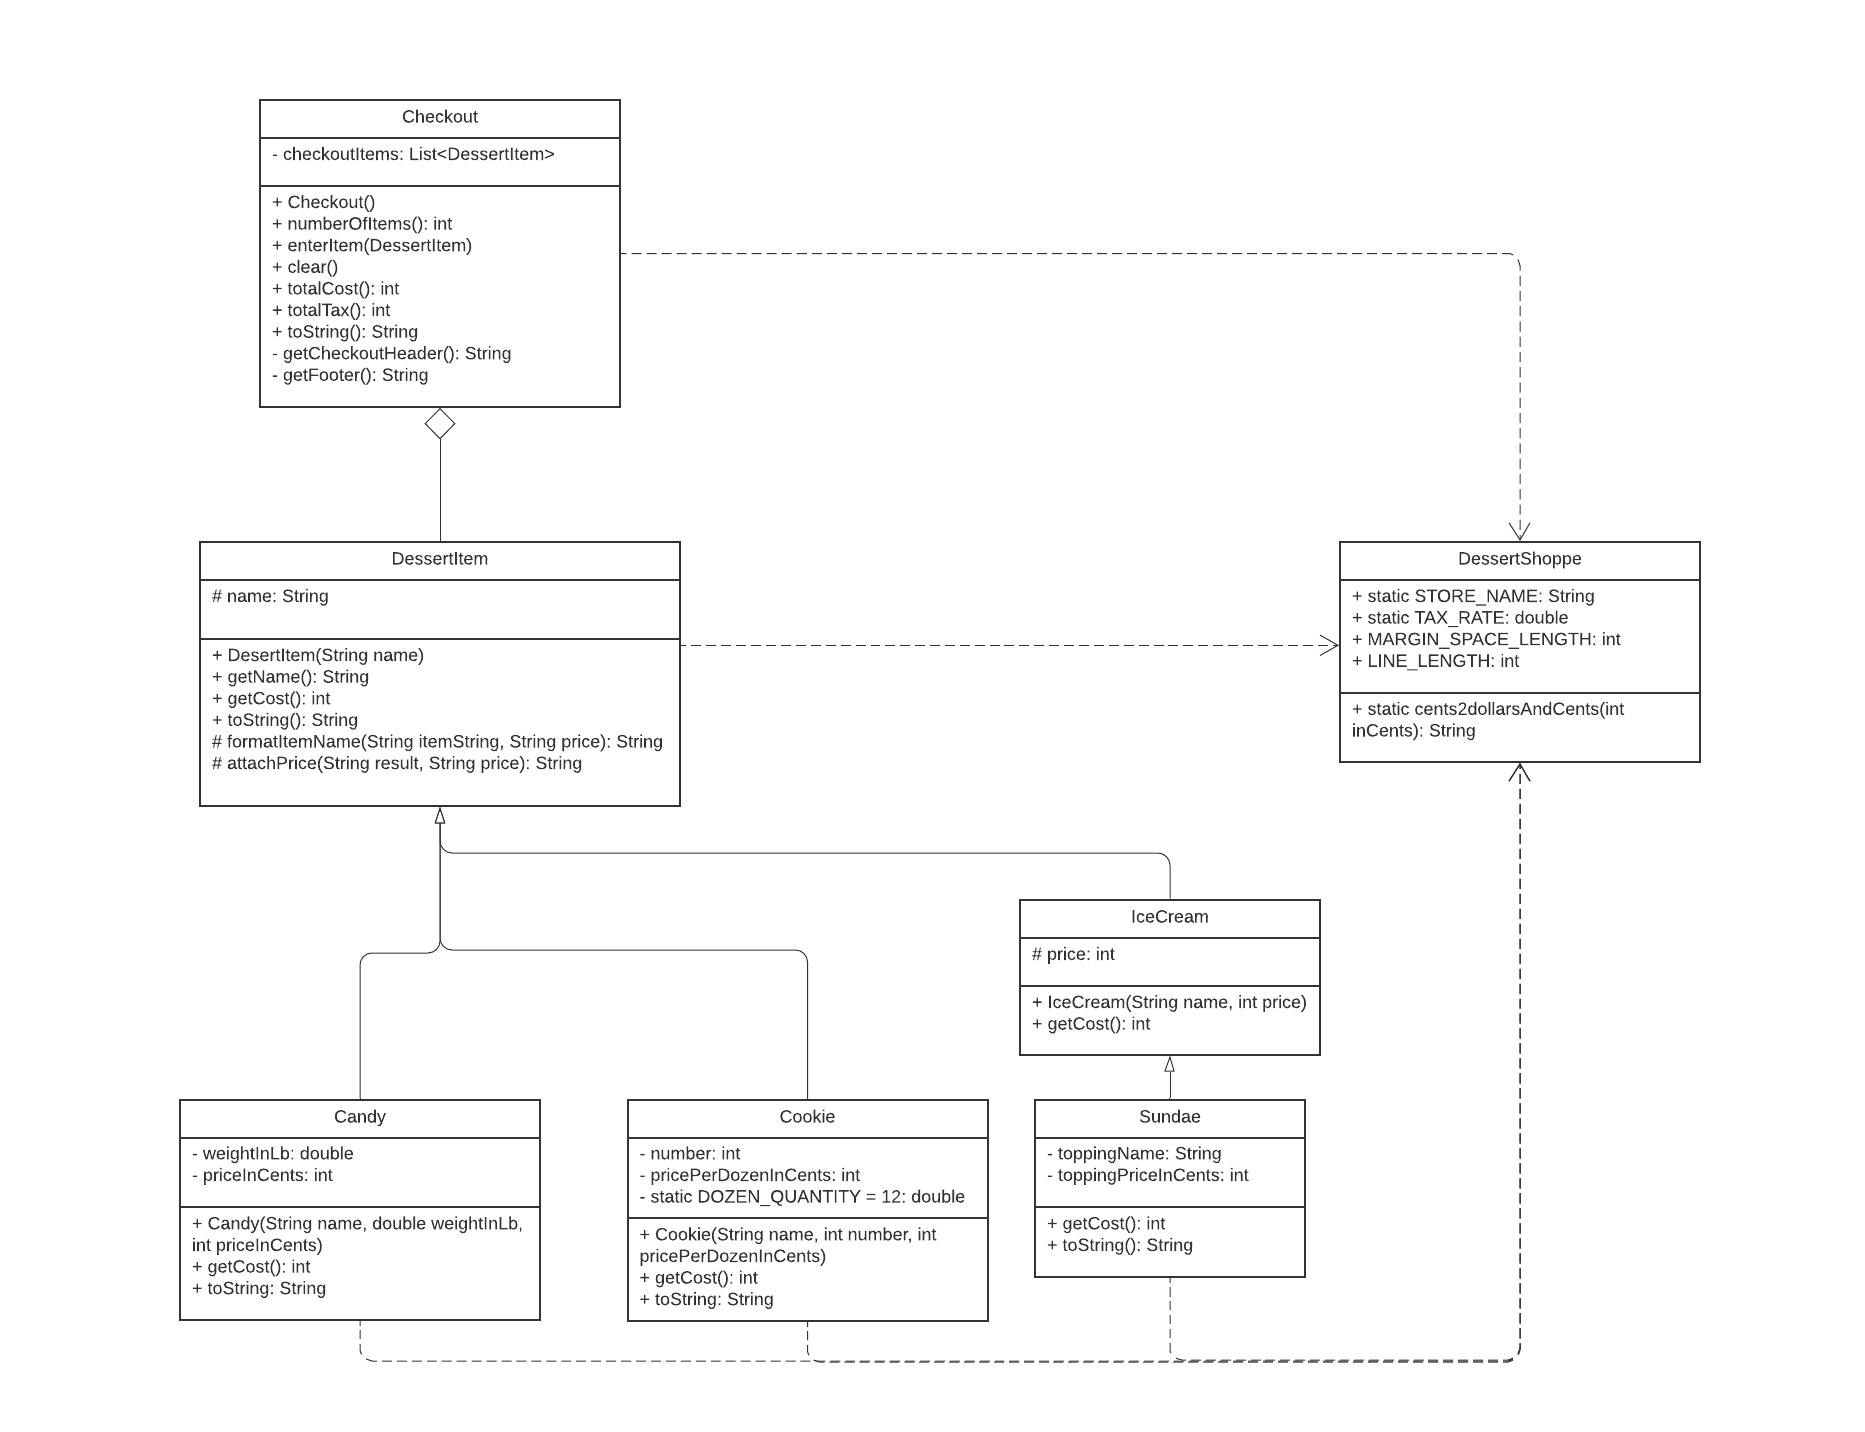 Checkout
- checkoutItems: List<DessertItem>
+ Checkout()
+ numberOfItems(): int
+ enterItem(DessertItem)
+ clear()
+ totalCost(): int
+ totalTax(): int
+ toString(): String
- getCheckoutHeader(): String
- getFooter(): String
DessertItem
# name: String
+ DesertItem(String name)
+ getName(): String
+ getCost(): int
+ toString(): String
# formatItemName(String itemString, String price): String
# attachPrice(String result, String price): String
DessertShoppe
+ static STORE_NAME: String
+ static TAX_RATE: double
+ MARGIN_SPACE_LENGTH: int
+ LINE_LENGTH: int
+ static cents2dollarsAndCents(int
inCents): String
IceCream
# price: int
+ IceCream(String name, int price)
+ getCost(): int
Candy
- weightInLb: double
- priceInCents: int
+ Candy(String name, double weightInLb,
int priceInCents)
+ getCost(): int
+ toString: String
Cookie
- number: int
- pricePerDozenInCents: int
- static DOZEN_QUANTITY = 12: double
+ Cookie(String name, int number, int
pricePerDozenInCents)
+ getCost(): int
+ toString: String
Sundae
- toppingName: String
- toppingPriceInCents: int
+ getCost(): int
+ toString(): String